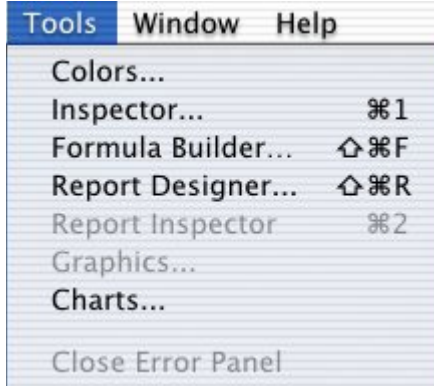 Tools Window Help
Colors...
Inspector... ⌘1
Formula Builder... ⇧⌘F
Report Designer... ⇧⌘R
Report Inspector ⌘2
Graphics...
Charts...
Close Error Panel